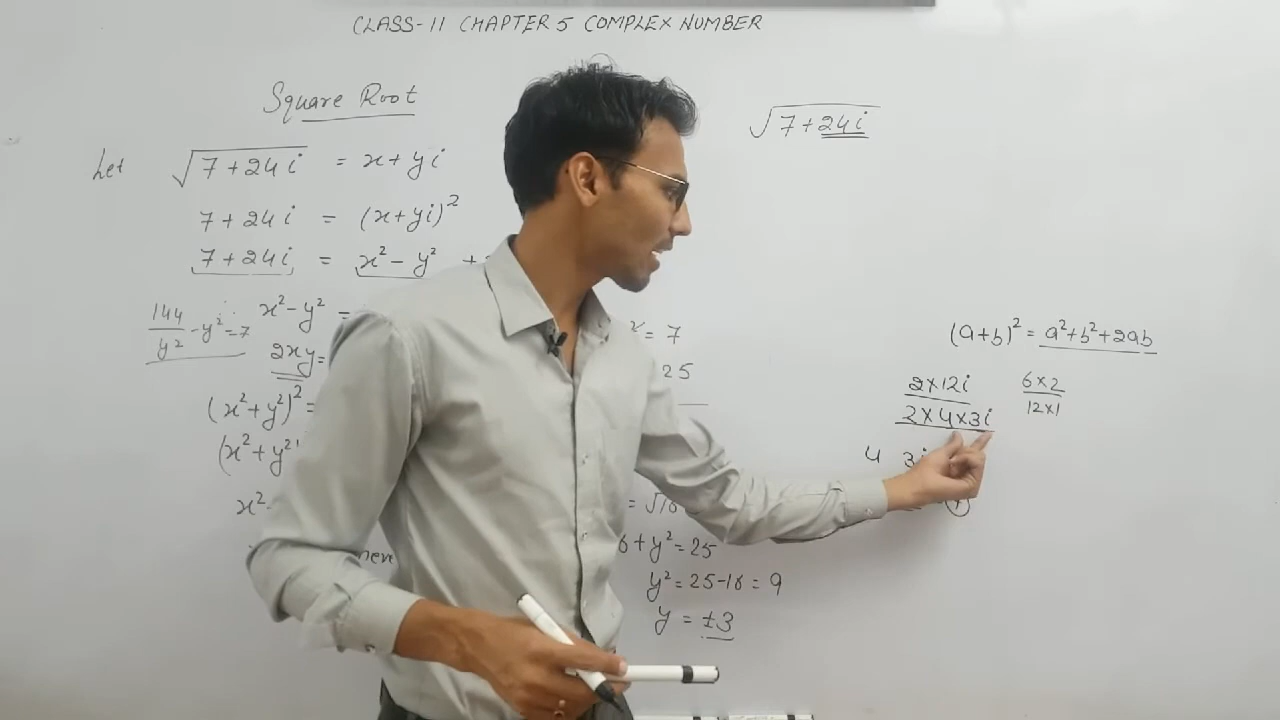 CLASS-11 CHAPTER 5 COMPLEX NUMBER
Square Root
Let √7+24i = x+yi
7+24i = (x+yi)²
7+24i = x²-y² +
144/y² - y² = 7
x²-y² =
2xy =
(x²+y²)² =
(x²+y²
x²
² = 7
25
= √16
+y²=25
y²=25-16=9
y = ±3
√7+24i
(a+b)² = a²+b²+2ab
2×12i
2×4×3i
6×2
12×1
4 3i